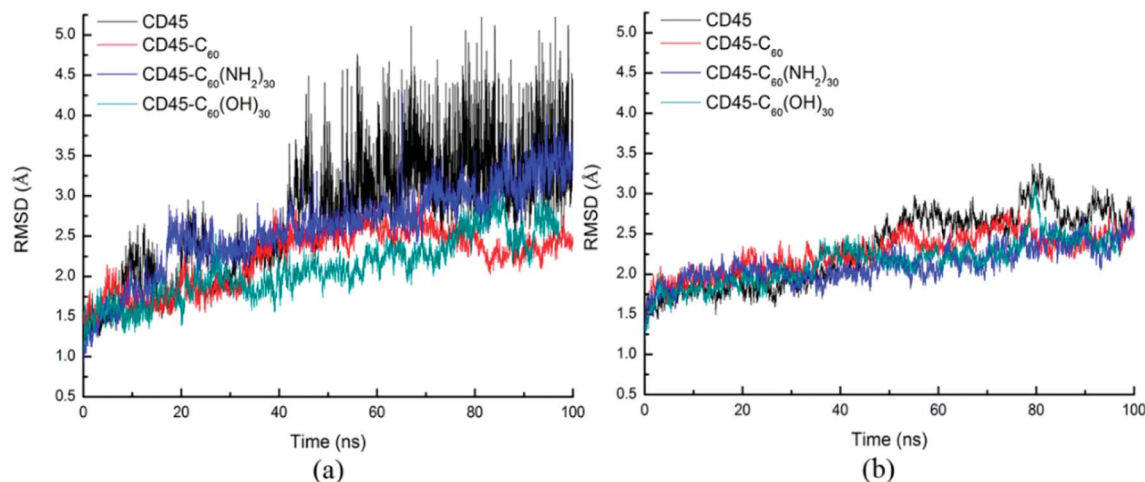 CD45
CD45-C60
CD45-C60(NH2)30
CD45-C60(OH)30
5.0
4.5
4.0
3.5
3.0
2.5
2.0
1.5
1.0
0.5
RMSD (Å)
0 20 40 60 80 100
Time (ns)
(a)
CD45
CD45-C60
CD45-C60(NH2)30
CD45-C60(OH)30
5.0
4.5
4.0
3.5
3.0
2.5
2.0
1.5
1.0
0.5
RMSD (Å)
0 20 40 60 80 100
Time (ns)
(b)